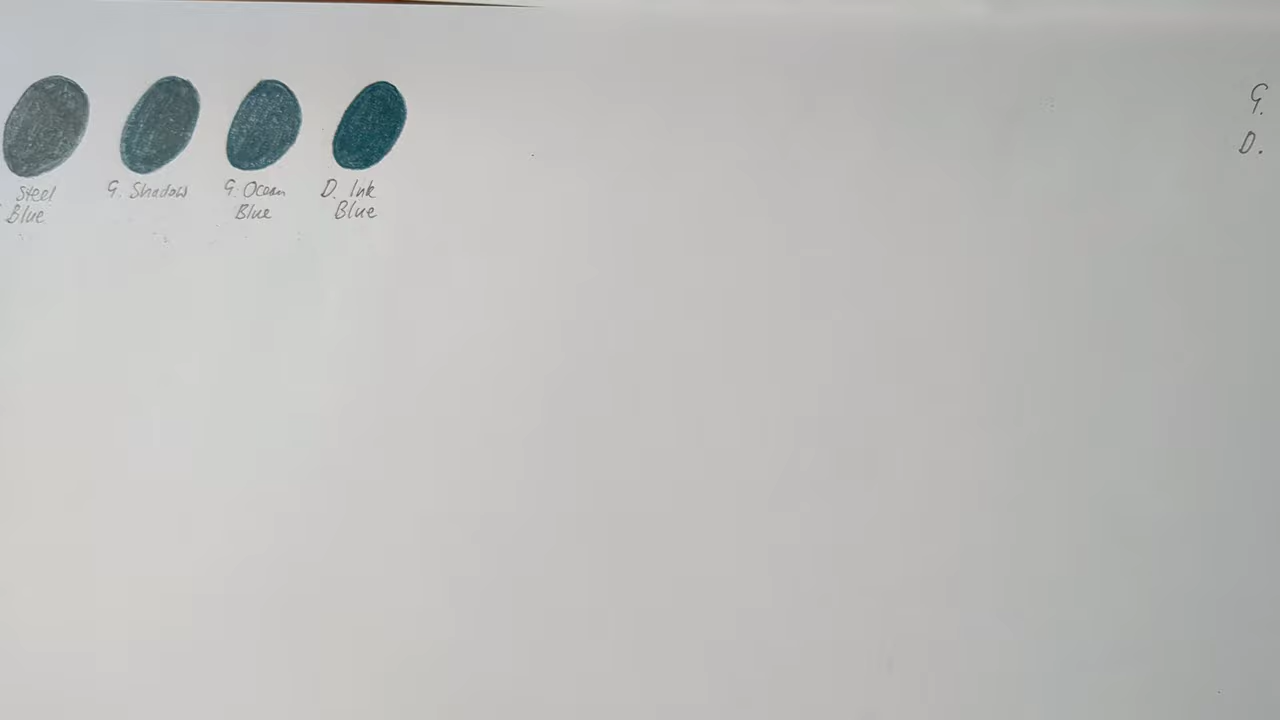 Steel
Blue
G. Shadow
G. Ocean
Blue
D. Ink
Blue
G.
D.